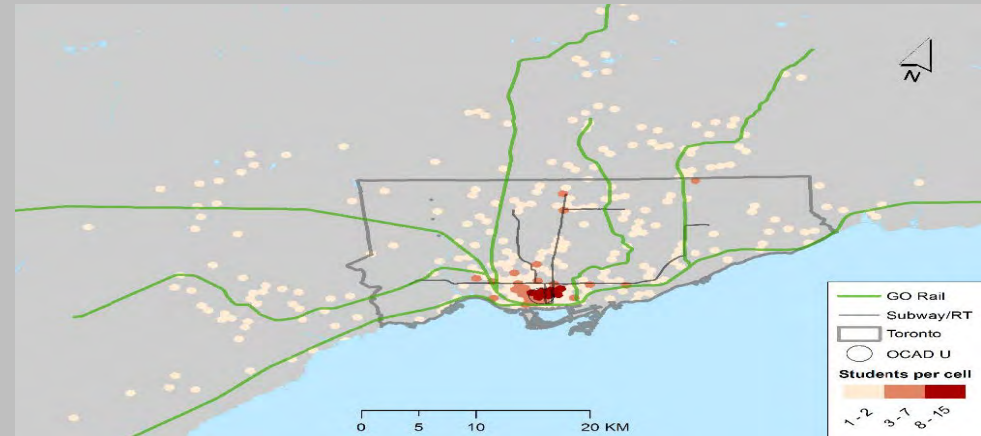 N
GO Rail
Subway/RT
Toronto
OCAD U
Students per cell
1 - 2
3 - 7
8 - 15
0 5 10 20 KM